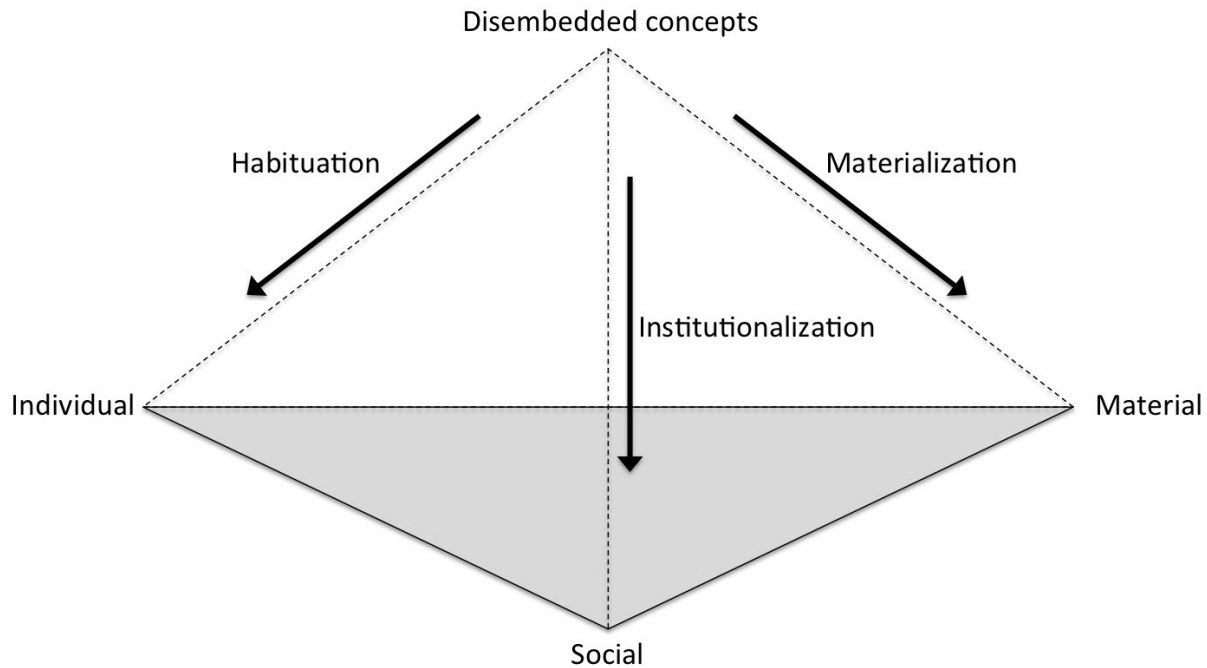 Disembedded concepts
Habituation
Materialization
Institutionalization
Individual
Material
Social